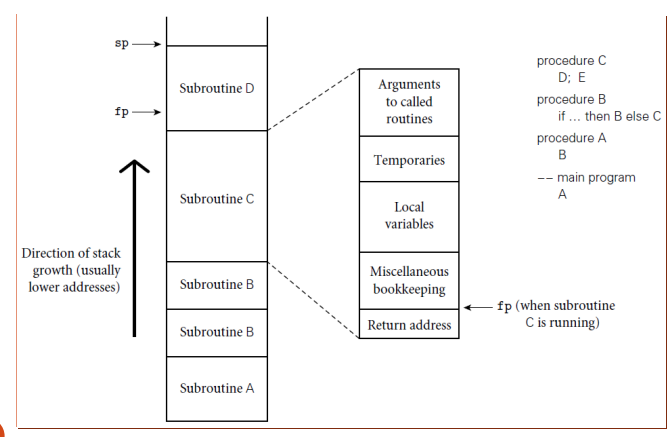 sp
Subroutine D
fp
Subroutine C
Direction of stack
growth (usually
lower addresses)
Subroutine B
Subroutine B
Subroutine A
Arguments
to called
routines
Temporaries
Local
variables
Miscellaneous
bookkeeping
Return address
fp (when subroutine
C is running)
procedure C
D; E
procedure B
if ... then B else C
procedure A
B
-- main program
A